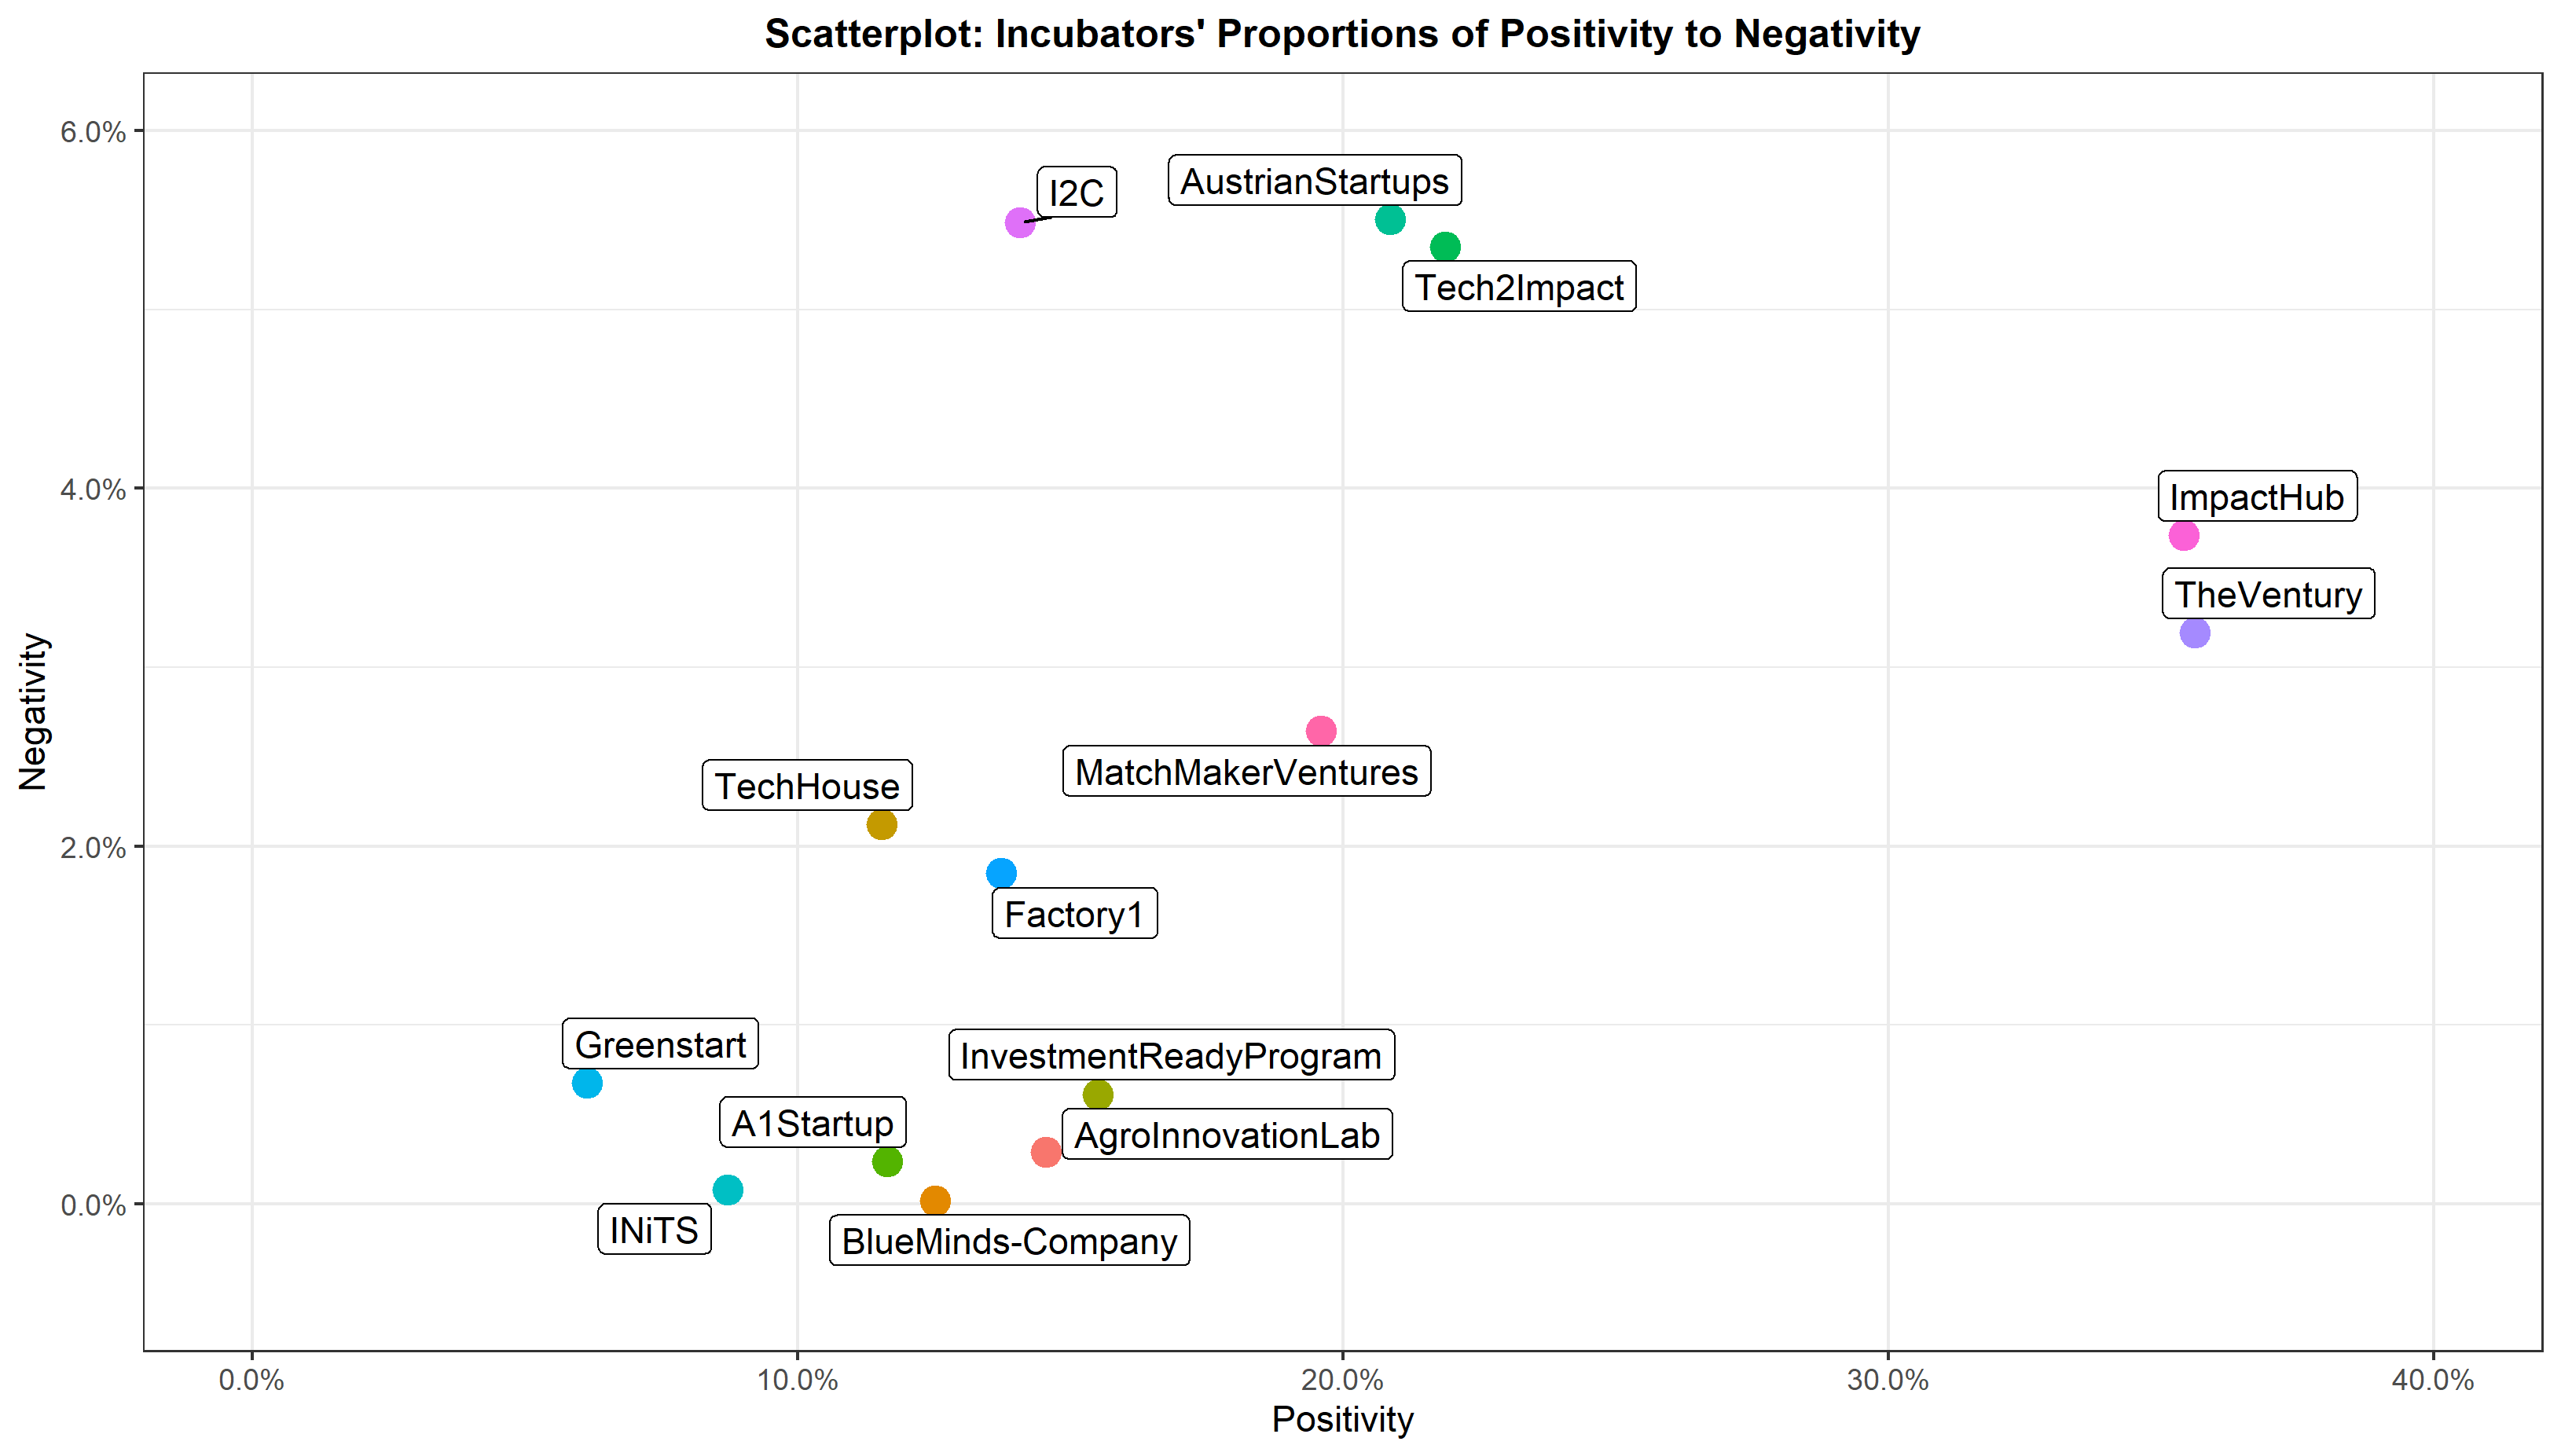 Scatterplot: Incubators' Proportions of Positivity to Negativity
6.0%
4.0%
2.0%
0.0%
Negativity
I2C
AustrianStartups
Tech2Impact
ImpactHub
TheVentury
MatchMakerVentures
TechHouse
Factory1
Greenstart
InvestmentReadyProgram
A1Startup
AgroInnovationLab
INiTS
BlueMinds-Company
0.0%
10.0%
20.0%
30.0%
40.0%
Positivity